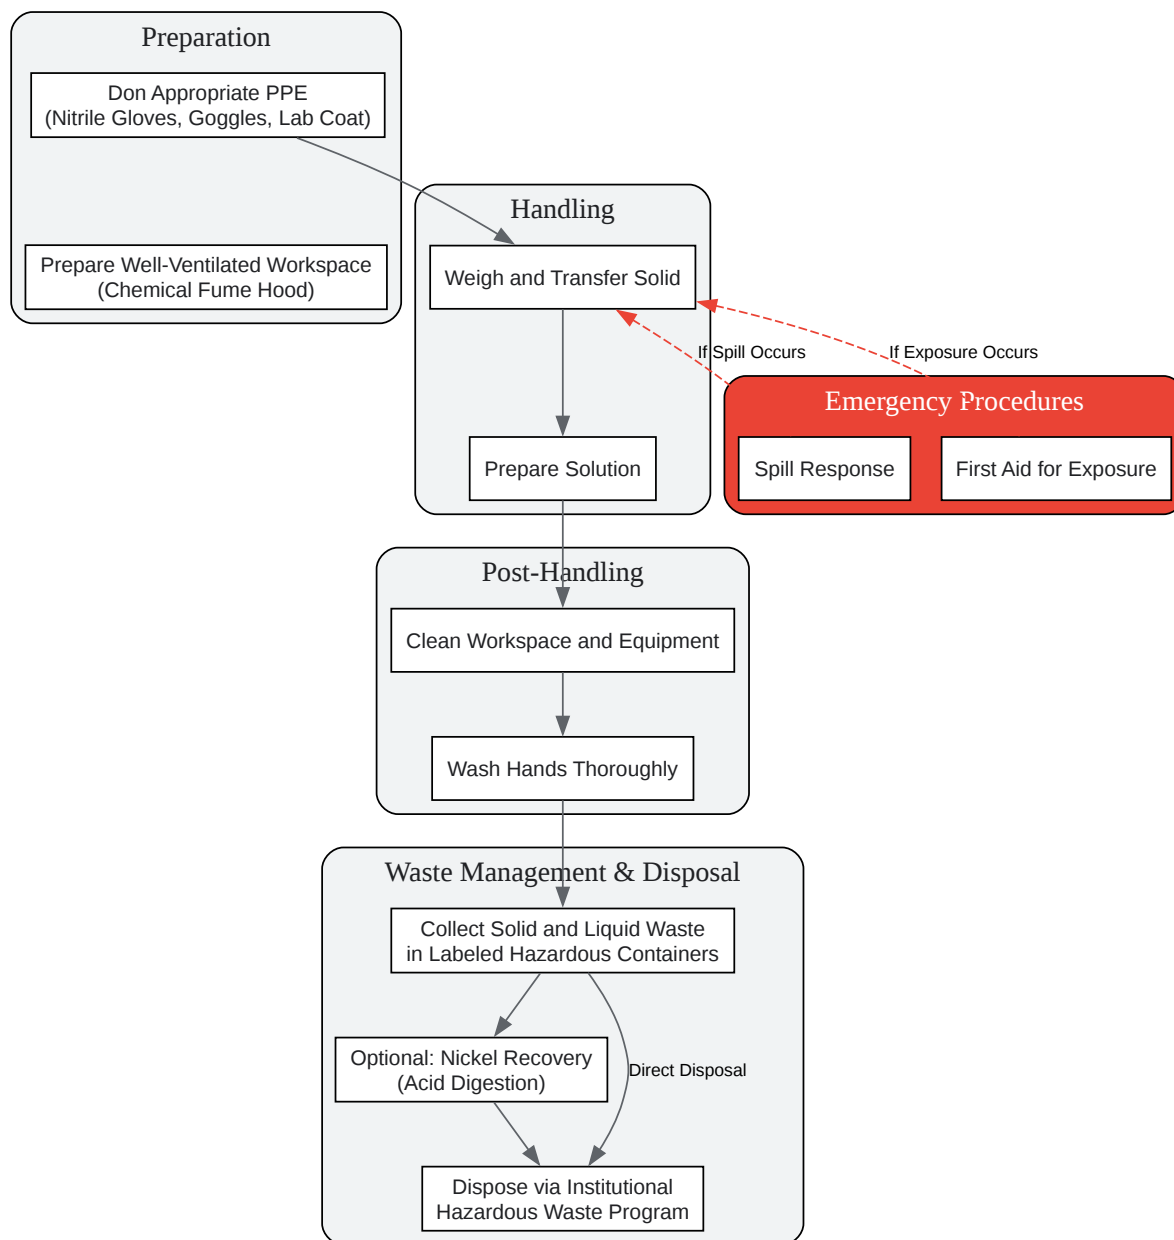 Preparation
Don Appropriate PPE
(Nitrile Gloves, Goggles, Lab Coat)
Prepare Well-Ventilated Workspace
(Chemical Fume Hood)
Handling
Weigh and Transfer Solid
If Spill Occurs
If Exposure Occurs
Emergency Procedures
Spill Response
First Aid for Exposure
Prepare Solution
Post-Handling
Clean Workspace and Equipment
Wash Hands Thoroughly
Waste Management & Disposal
Collect Solid and Liquid Waste
in Labeled Hazardous Containers
Optional: Nickel Recovery
(Acid Digestion)
Direct Disposal
Dispose via Institutional
Hazardous Waste Program